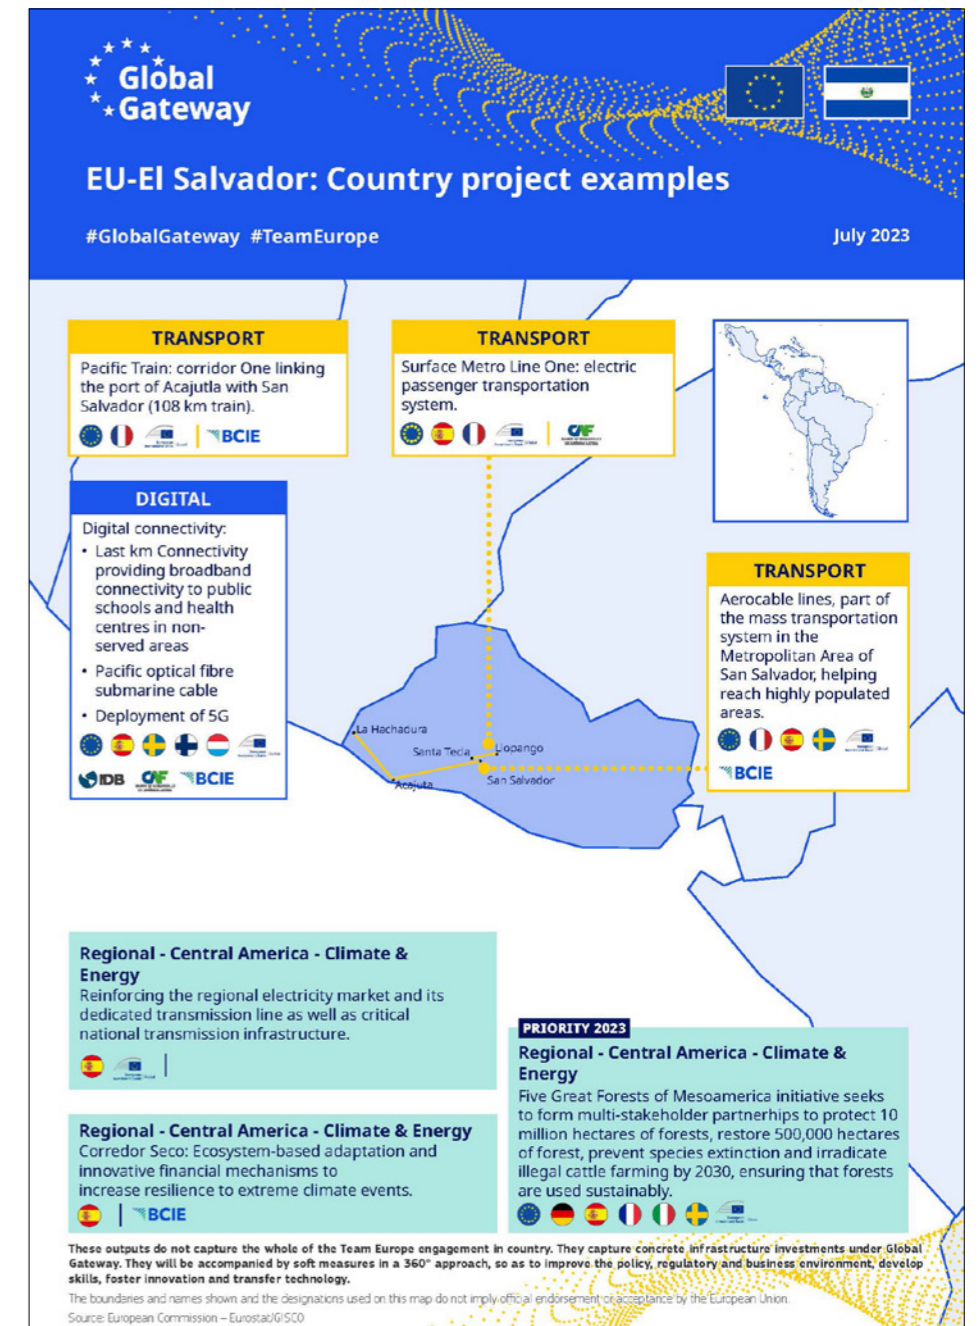 Global
Gateway
EU-El Salvador: Country project examples
#GlobalGateway #TeamEurope
July 2023
TRANSPORT
Pacific Train: corridor One linking
the port of Acajutla with San
Salvador (108 km train).
BCIE
TRANSPORT
Surface Metro Line One: electric
passenger transportation
system.
CAF
DIGITAL
Digital connectivity:
• Last km Connectivity
providing broadband
connectivity to public
schools and health
centres in non-
served areas
• Pacific optical fibre
submarine cable
• Deployment of 5G
IDB
CAF
BCIE
TRANSPORT
Aerocable lines, part of
the mass transportation
system in the
Metropolitan Area of
San Salvador, helping
reach highly populated
areas.
BCIE
La Hachadura
Santa Tecla
Ilopango
San Salvador
Acajuta
Regional - Central America - Climate &
Energy
Reinforcing the regional electricity market and its
dedicated transmission line as well as critical
national transmission infrastructure.
Regional - Central America - Climate & Energy
Corredor Seco: Ecosystem-based adaptation and
innovative financial mechanisms to
increase resilience to extreme climate events.
BCIE
PRIORITY 2023
Regional - Central America - Climate &
Energy
Five Great Forests of Mesoamerica initiative seeks
to form multi-stakeholder partnerhips to protect 10
million hectares of forests, restore 500,000 hectares
of forest, prevent species extinction and irradicate
illegal cattle farming by 2030, ensuring that forests
are used sustainably.
These outputs do not capture the whole of the Team Europe engagement in country. They capture concrete infrastructure investments under Global
Gateway. They will be accompanied by soft measures in a 360° approach, so as to improve the policy, regulatory and business environment, develop
skills, foster innovation and transfer technology.
The boundaries and names shown and the designations used on this map do not imply official endorsement or acceptance by the European Union.
Source: European Commission – Eurostat/GISCO